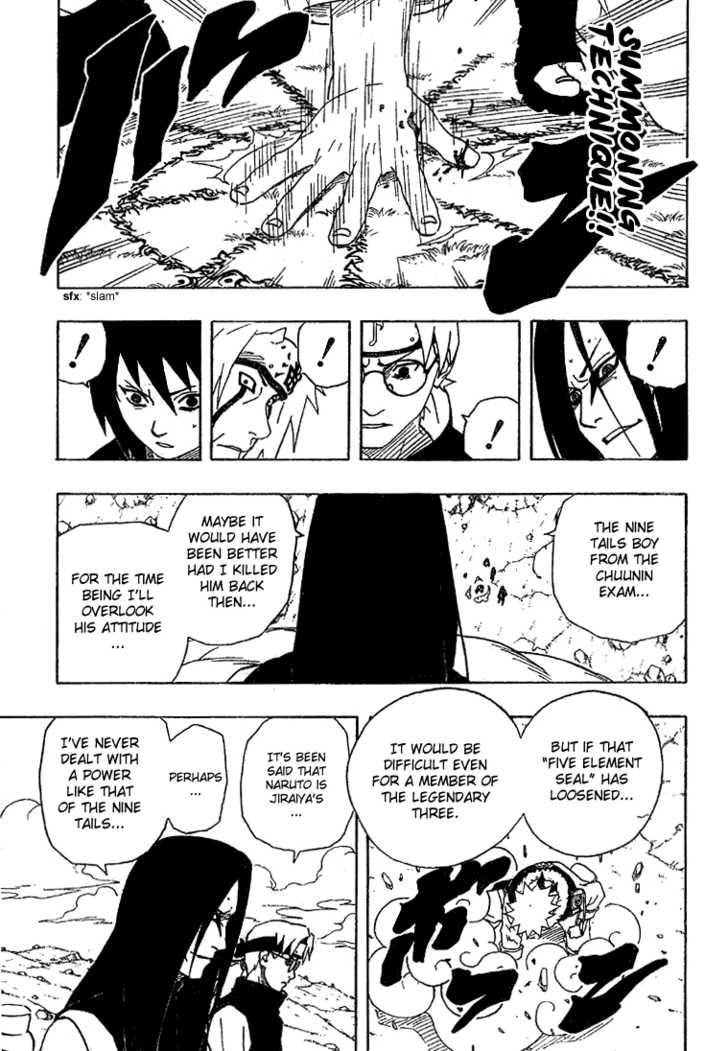 SUMMONING
TECHNIQUE!!
sfx: *slam*
!
!
!
!
THE NINE
TAILS BOY
FROM THE
CHUUNIN
EXAM...
MAYBE IT
WOULD HAVE
BEEN BETTER
HAD I KILLED
HIM BACK
THEN...
FOR THE TIME
BEING I'LL
OVERLOOK
HIS ATTITUDE
...
BUT IF THAT
"FIVE ELEMENT
SEAL" HAS
LOOSENED...
IT WOULD BE
DIFFICULT EVEN
FOR A MEMBER OF
THE LEGENDARY
THREE.
IT'S BEEN
SAID THAT
NARUTO IS
JIRAIYA'S
...
PERHAPS
...
I'VE NEVER
DEALT WITH
A POWER
LIKE THAT
OF THE NINE
TAILS...